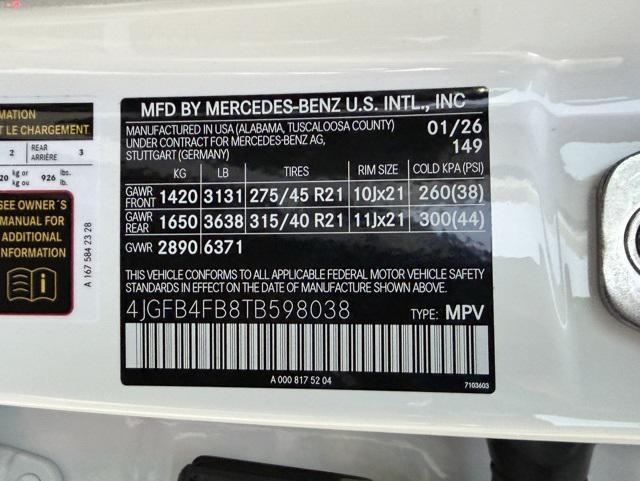 MATION
T LE CHARGEMENT
2 REAR ARRIÈRE 3
20 kg or kg ou 926 lbs. lb
SEE OWNER´S
MANUAL FOR
ADDITIONAL
INFORMATION
A 167 584 23 28
MFD BY MERCEDES-BENZ U.S. INTL., INC
MANUFACTURED IN USA (ALABAMA, TUSCALOOSA COUNTY) 01/26
UNDER CONTRACT FOR MERCEDES-BENZ AG, 149
STUTTGART (GERMANY)
KG LB TIRES RIM SIZE COLD KPA (PSI)
GAWR FRONT 1420 3131 275/45 R21 10Jx21 260(38)
GAWR REAR 1650 3638 315/40 R21 11Jx21 300(44)
GVWR 2890 6371
THIS VEHICLE CONFORMS TO ALL APPLICABLE FEDERAL MOTOR VEHICLE SAFETY
STANDARDS IN EFFECT ON THE DATE OF MANUFACTURE SHOWN ABOVE.
4JGFB4FB8TB598038 TYPE: MPV
A 000 817 52 04 7103603